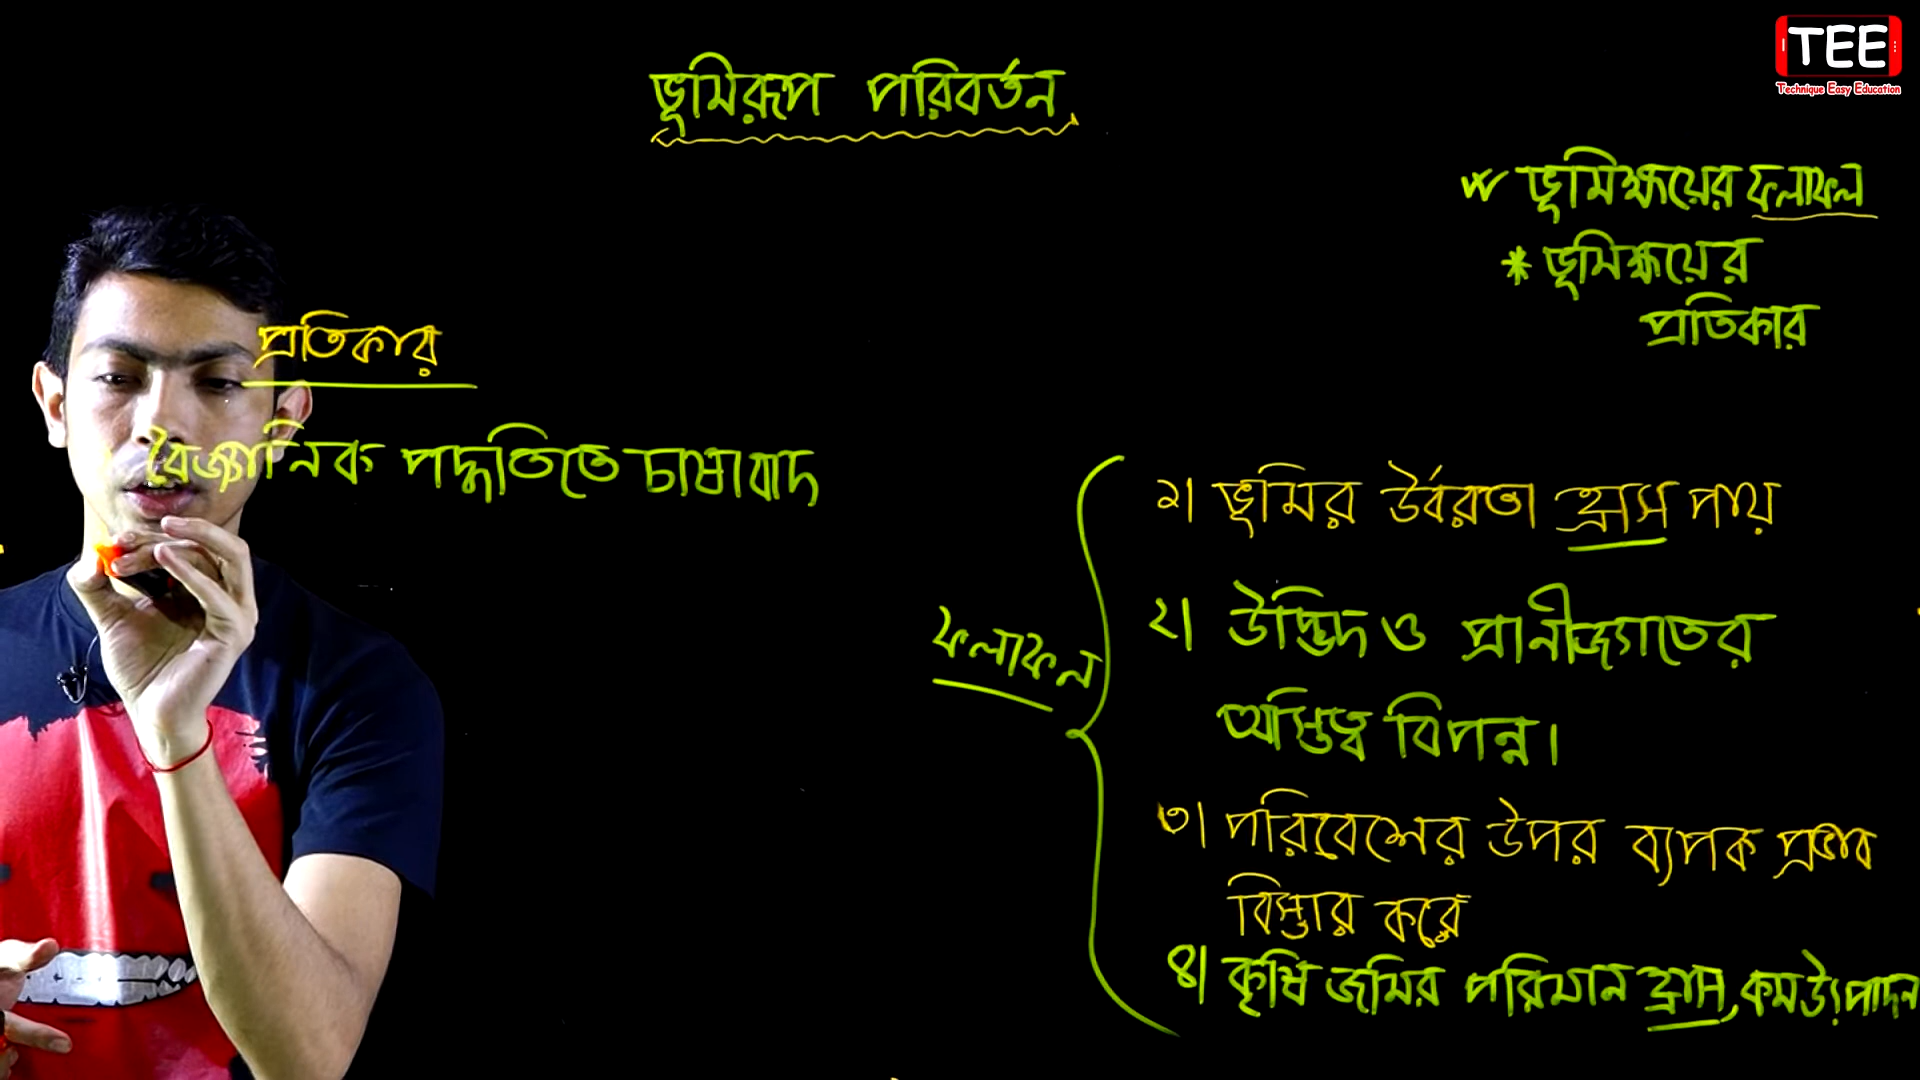 TEE
Technique Easy Education
ভূমিরূপ পরিবর্তন
ভূমিক্ষয়ের ফলাফল
* ভূমিক্ষয়ের
প্রতিকার
প্রতিকার
বৈজ্ঞানিক পদ্ধতিতে চাষাবাদ
ফলাফল
১। ভূমির উর্বরতা হ্রাস পায়
২। উদ্ভিদ ও প্রানীজগতের
অস্তিত্ব বিপন্ন।
৩। পরিবেশের উপর ব্যপক প্রভাব
বিস্তার করে
৪। কৃষি জমির পরিমান হ্রাস, কম উৎপাদন